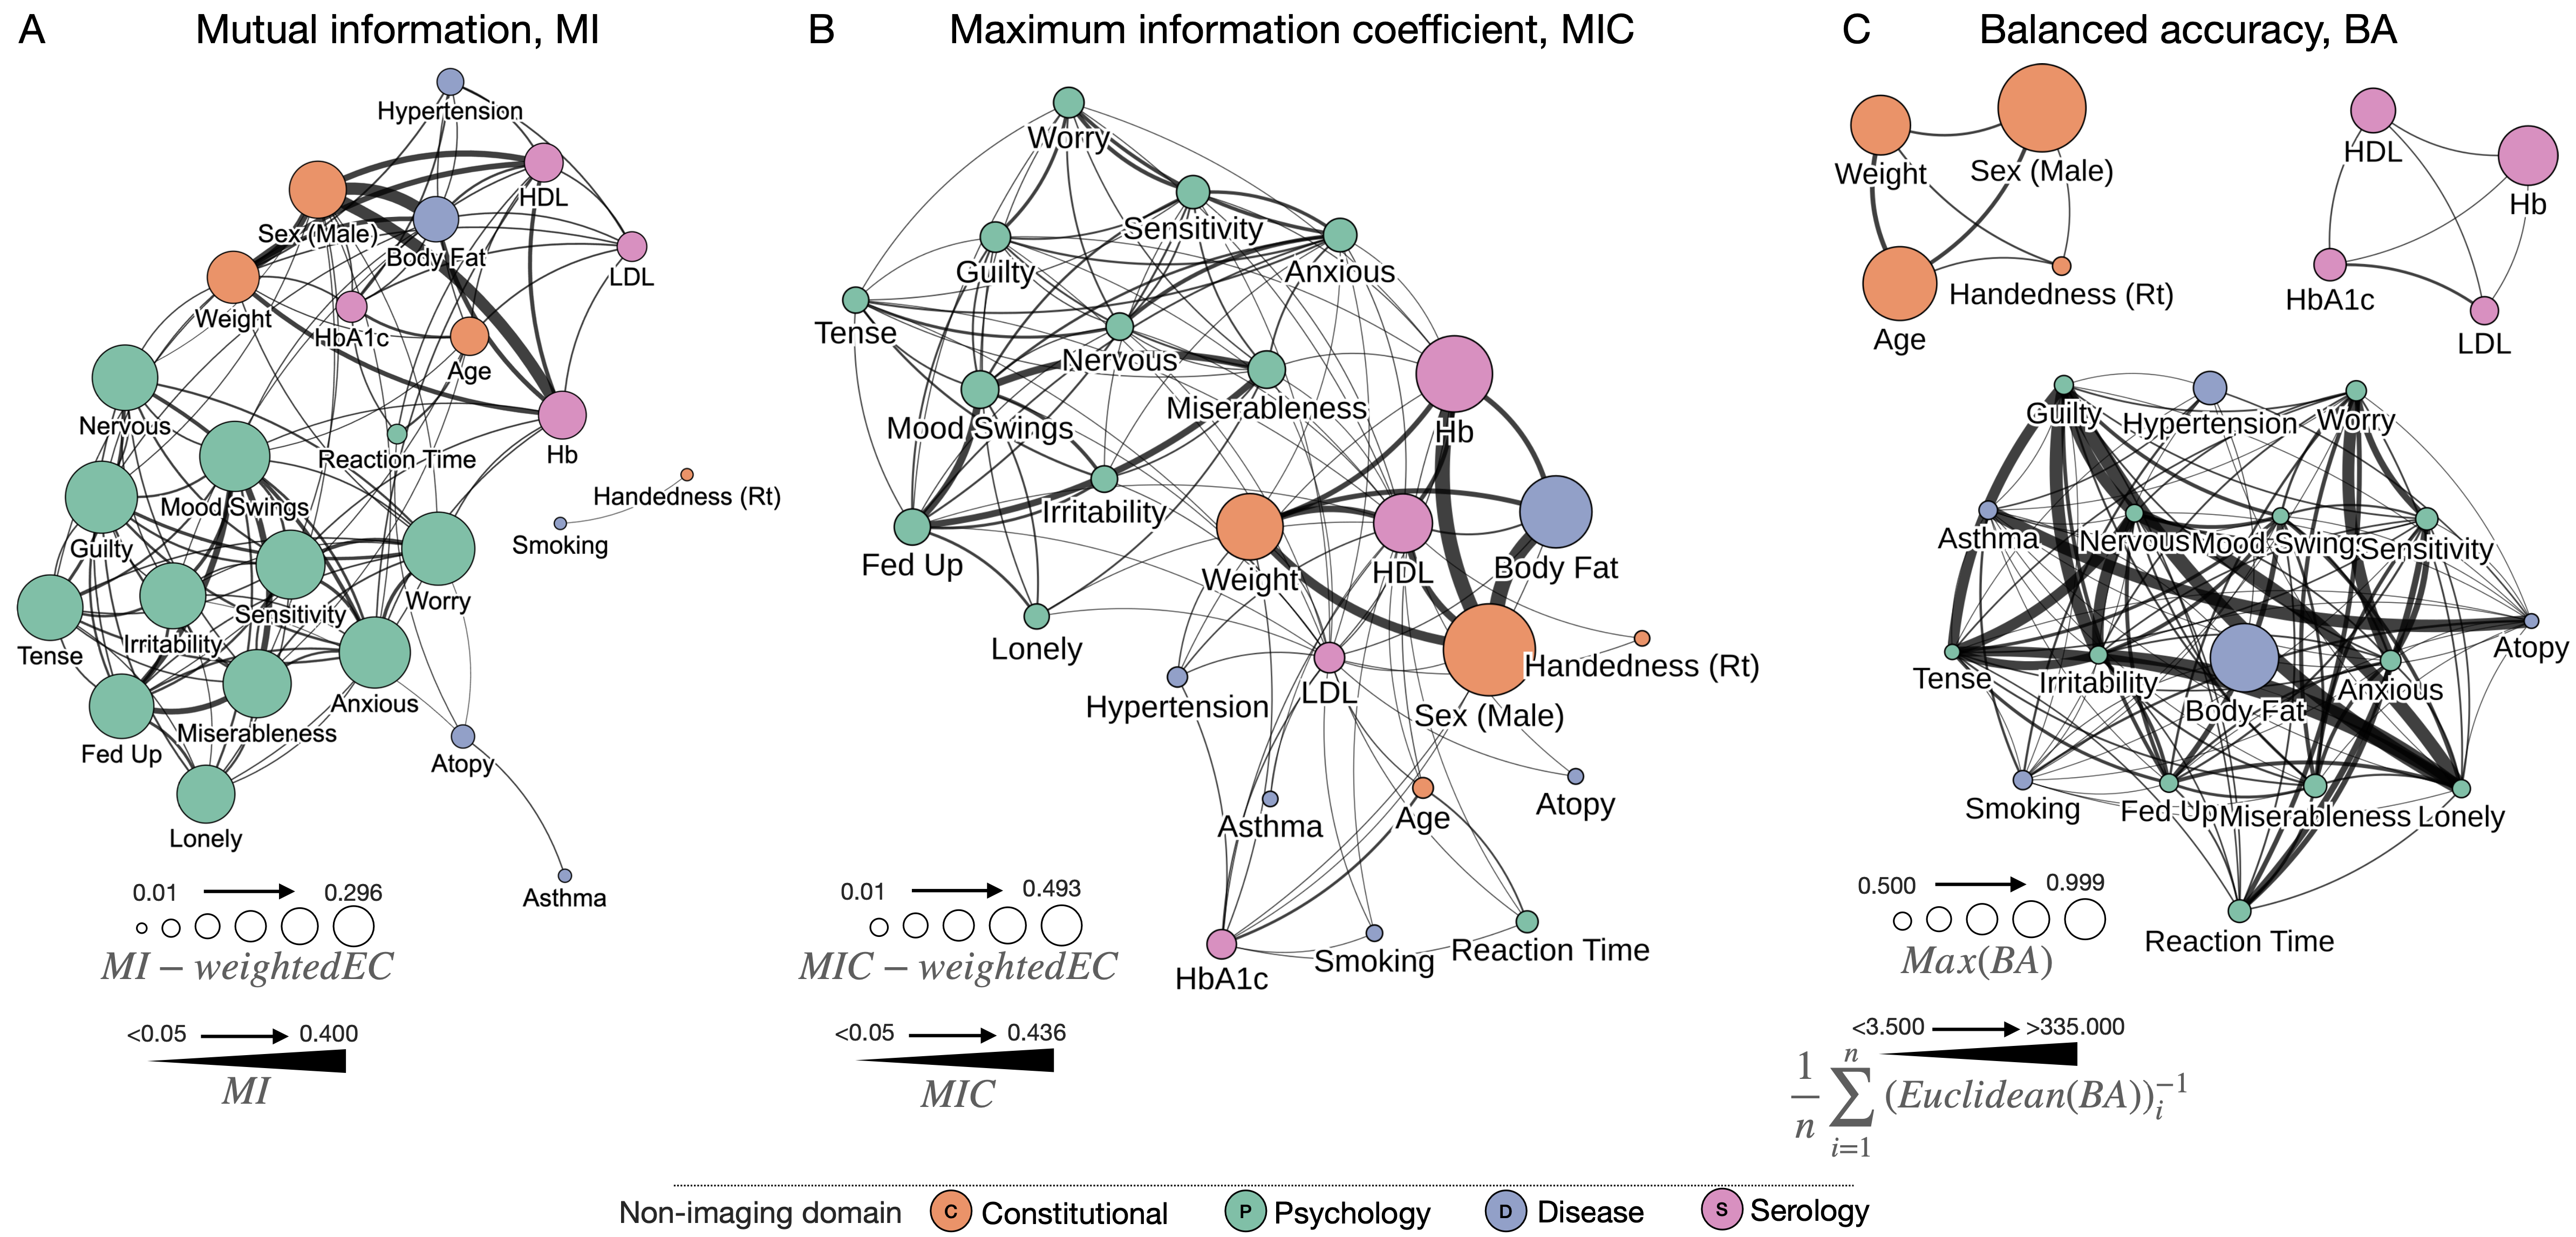 A Mutual information, MI
Hypertension
HDL
Sex (Male)
Body Fat
LDL
Weight
HbA1c
Age
Nervous
Reaction Time
Hb
Handedness (Rt)
Mood Swings
Smoking
Guilty
Worry
Sensitivity
Irritability
Tense
Anxious
Miserableness
Fed Up
Atopy
Lonely
Asthma
0.01 0.296
MI – weightedEC
<0.05 0.400
MI
B Maximum information coefficient, MIC
Worry
Sensitivity
Guilty
Anxious
Tense
Nervous
Miserableness
Mood Swings
Hb
Irritability
Fed Up
Weight
HDL
Body Fat
Lonely
Handedness (Rt)
Hypertension
LDL
Sex (Male)
Atopy
Asthma
Age
HbA1c
Smoking
Reaction Time
0.01 0.493
MIC – weightedEC
<0.05 0.436
MIC
C Balanced accuracy, BA
Weight
Sex (Male)
Handedness (Rt)
Age
HDL
Hb
HbA1c
LDL
Guilty
Hypertension
Worry
Asthma
Nervous
Mood Swing
Sensitivity
Atopy
Tense
Irritability
Body Fat
Anxious
Smoking
Fed Up
Miserableness
Lonely
Reaction Time
0.500 0.999
Max(BA)
<3.500 >335.000
1/n ∑ i=1 n (Euclidean(BA))i −1
Non-imaging domain C Constitutional P Psychology D Disease S Serology